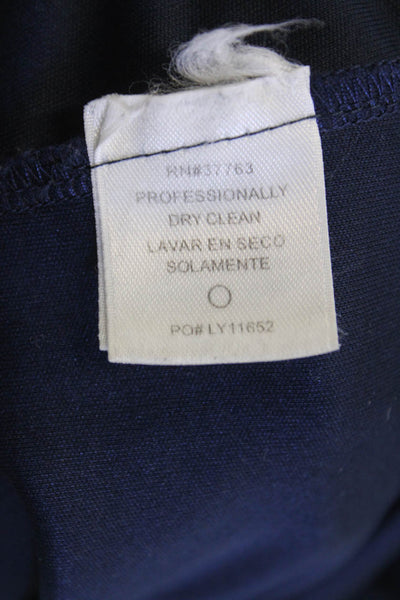 RN#37763
PROFESSIONALLY
DRY CLEAN
LAVAR EN SECO
SOLAMENTE
PO# LY11652